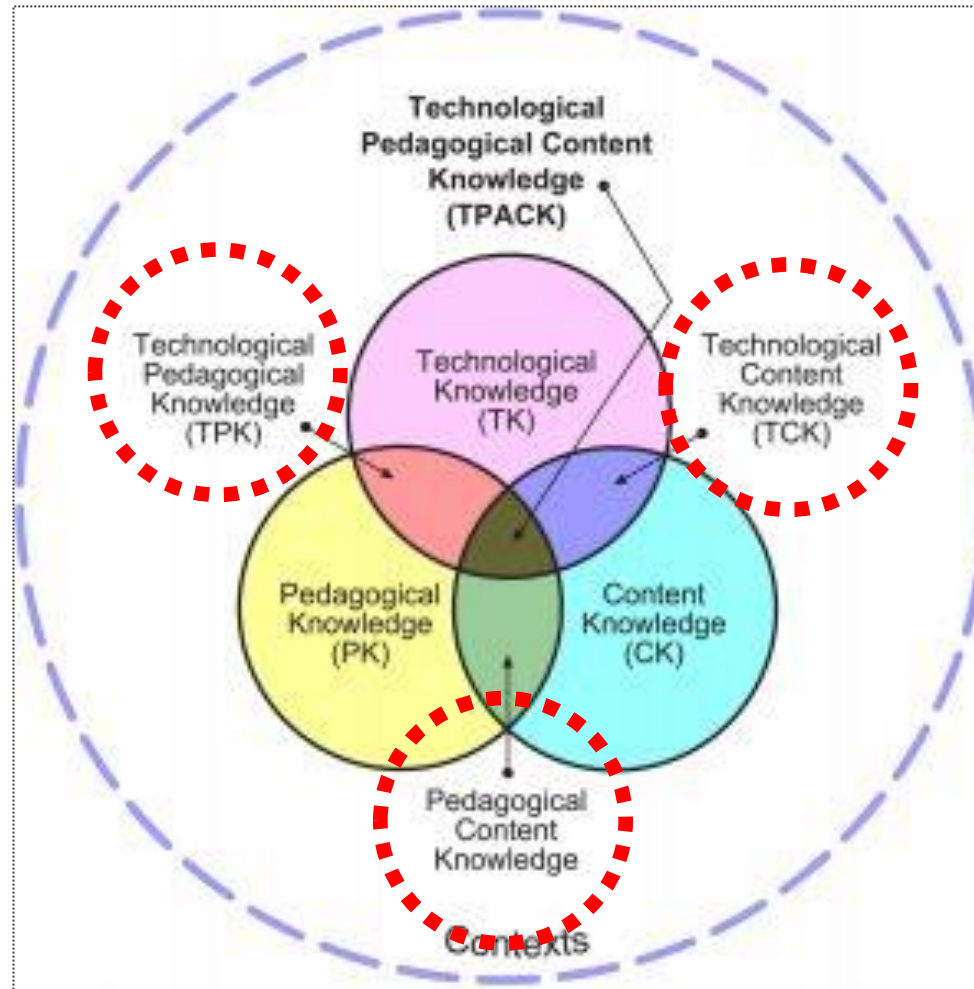 Technological
Pedagogical Content
Knowledge
(TPACK)
Technological
Pedagogical
Knowledge
(TPK)
Technological
Knowledge
(TK)
Technological
Content
Knowledge
(TCK)
Pedagogical
Knowledge
(PK)
Content
Knowledge
(CK)
Pedagogical
Content
Knowledge
Contexts